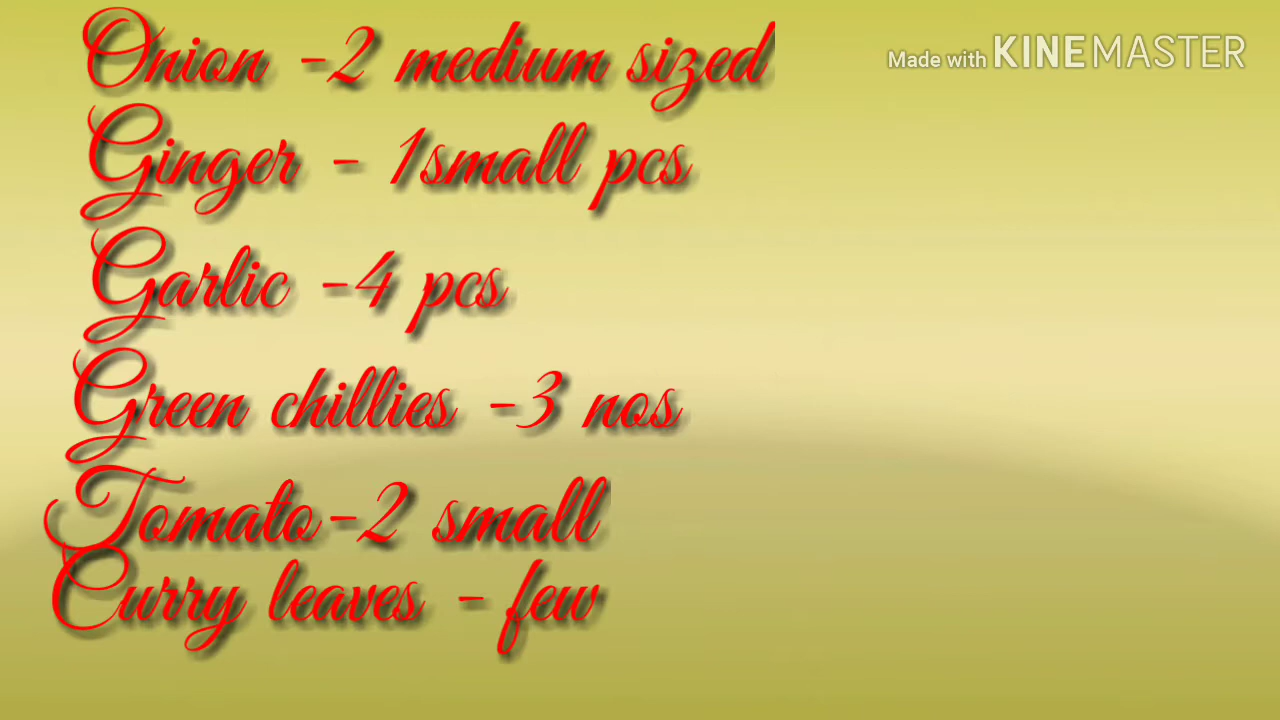 Onion -2 medium sized
Made with KINEMASTER
Ginger - 1small pcs
Garlic -4 pcs
Green chillies -3 nos
Tomato-2 small
Curry leaves - few